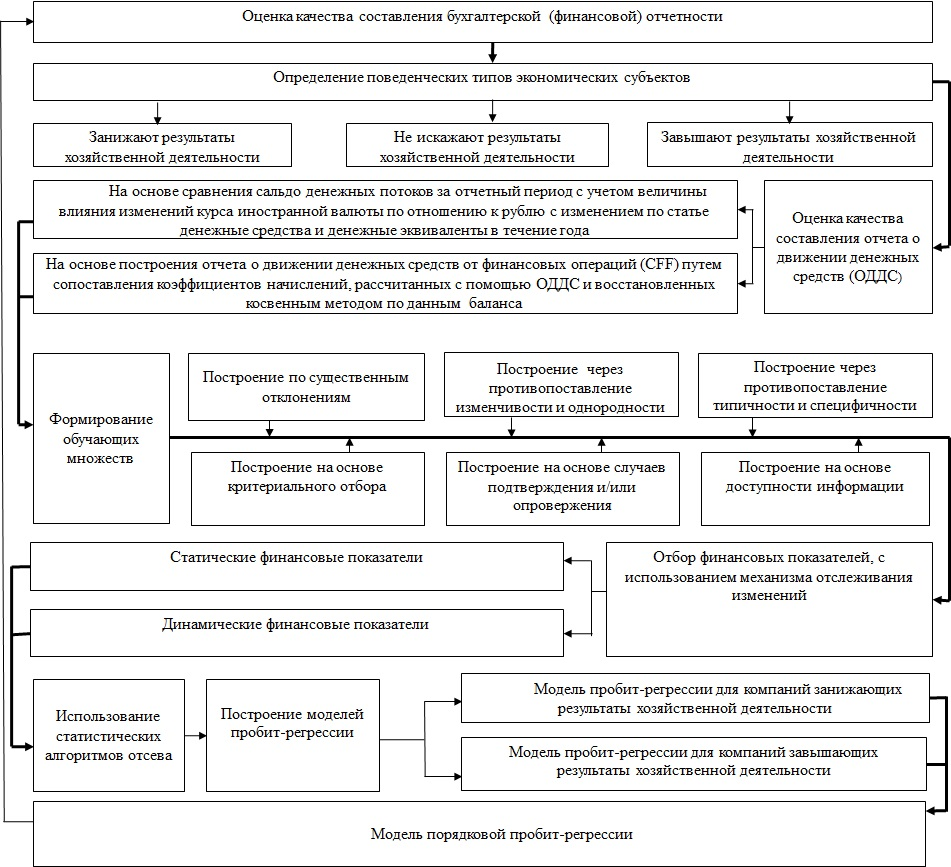 Оценка качества составления бухгалтерской (финансовой) отчетности
Определение поведенческих типов экономических субъектов
Занижают результаты
хозяйственной деятельности
Не искажают результаты
хозяйственной деятельности
Завышают результаты хозяйственной
деятельности
На основе сравнения сальдо денежных потоков за отчетный период с учетом величины
влияния изменений курса иностранной валюты по отношению к рублю с изменением по статье
денежные средства и денежные эквиваленты в течение года
Оценка качества
составления отчета о
движении денежных
средств (ОДДС)
На основе построения отчета о движении денежных средств от финансовых операций (CFF) путем
сопоставления коэффициентов начислений, рассчитанных с помощью ОДДС и восстановленных
косвенным методом по данным баланса
Формирование
обучающих
множеств
Построение по существенным
отклонениям
Построение через
противопоставление
изменчивости и однородности
Построение через
противопоставление
типичности и специфичности
Построение на основе
критериального отбора
Построение на основе случаев
подтверждения и/или
опровержения
Построение на основе
доступности информации
Статические финансовые показатели
Отбор финансовых показателей, с
использованием механизма отслеживания
изменений
Динамические финансовые показатели
Использование
статистических
алгоритмов отсева
Построение моделей
пробит-регрессии
Модель пробит-регрессии для компаний занижающих
результаты хозяйственной деятельности
Модель пробит-регрессии для компаний завышающих
результаты хозяйственной деятельности
Модель порядковой пробит-регрессии